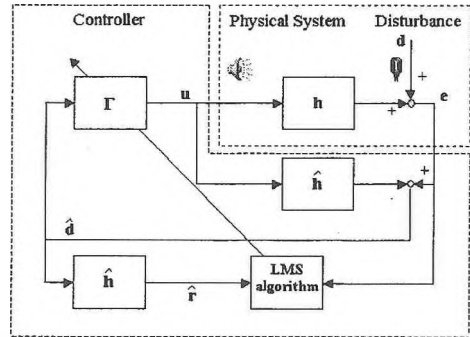 Controller
Physical System
Disturbance
d
+
Γ
u
h
+
e
ĥ
+
d̂
ĥ
r̂
LMS
algorithm